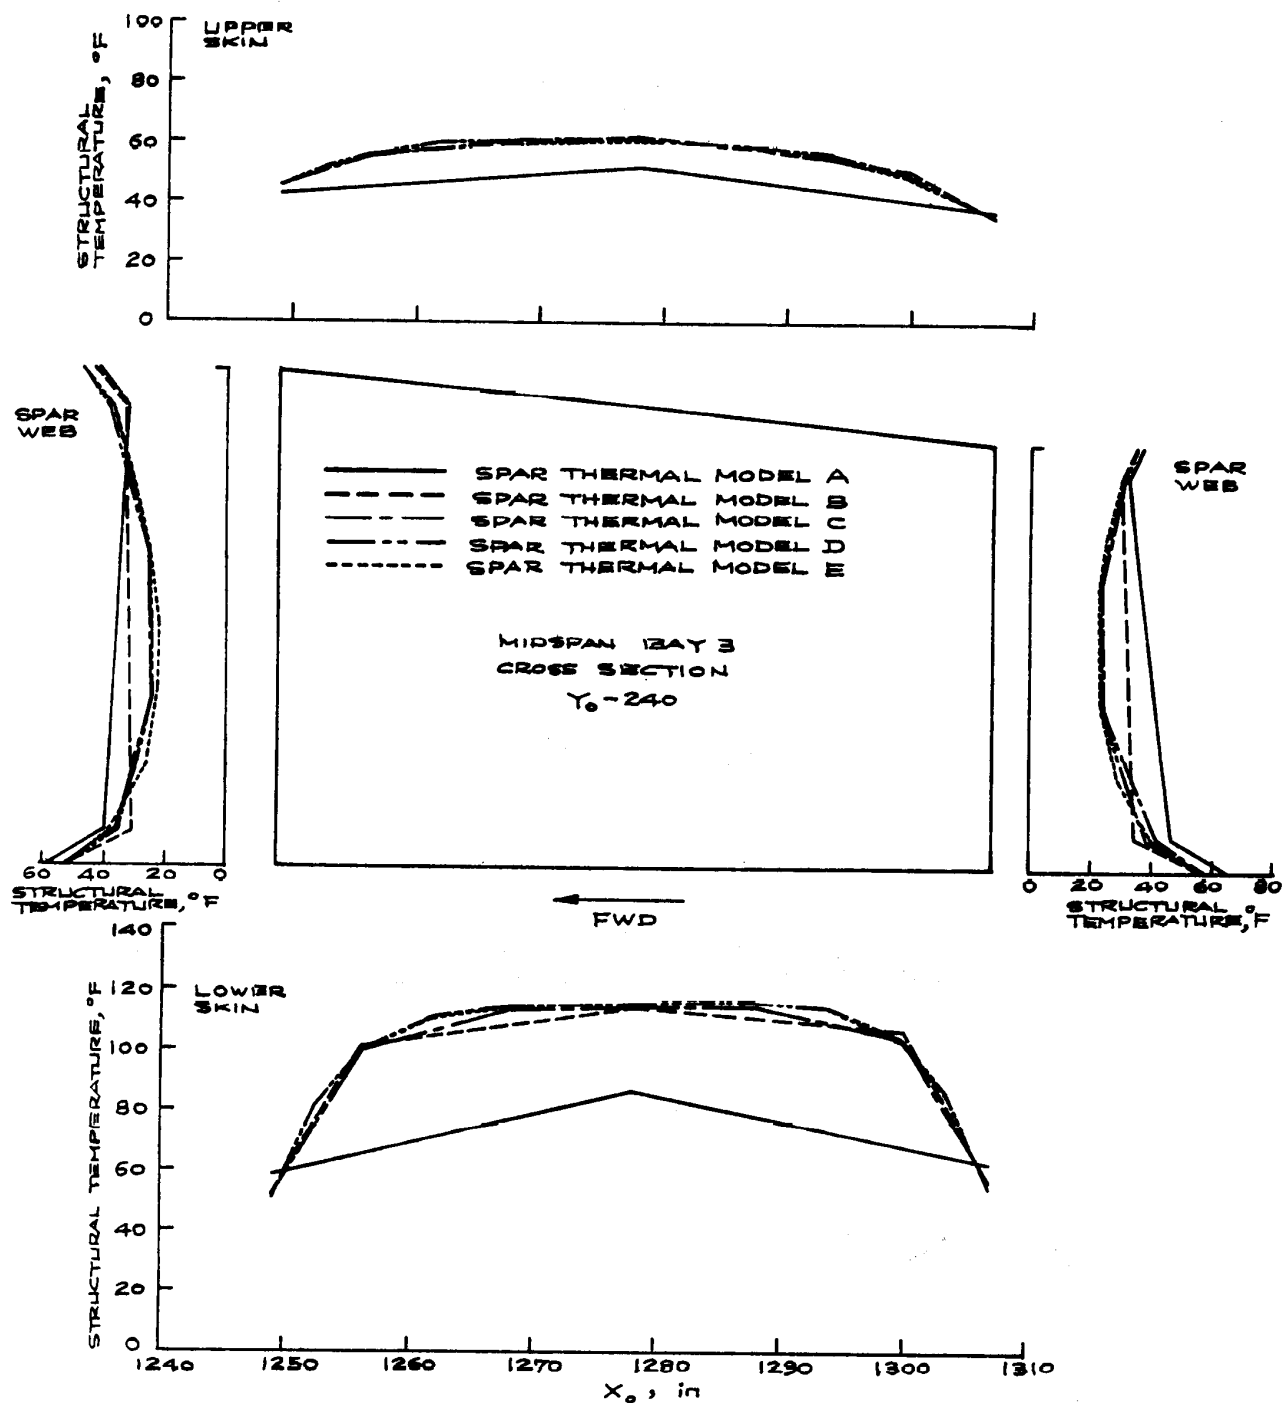 UPPER
SKIN
STRUCTURAL
TEMPERATURE, °F
100
80
60
40
20
0
SPAR
WEB
SPAR
WEB
SPAR THERMAL MODEL A
SPAR THERMAL MODEL B
SPAR THERMAL MODEL C
SPAR THERMAL MODEL D
SPAR THERMAL MODEL E
MIDSPAN BAY 3
CROSS SECTION
Y₀-240
60 40 20 0
STRUCTURAL
TEMPERATURE, °F
0 20 40 60 80
STRUCTURAL
TEMPERATURE, °F
FWD
LOWER
SKIN
STRUCTURAL TEMPERATURE, °F
140
120
100
80
60
40
20
0
1240 1250 1260 1270 1280 1290 1300 1310
X₀, in